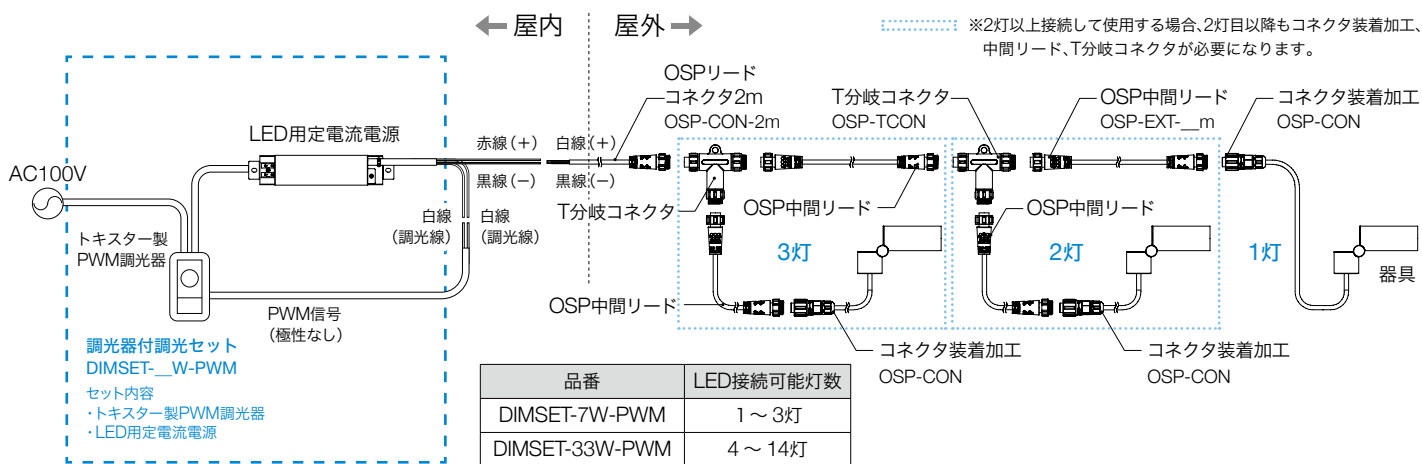 ← 屋内
屋外 →
※2灯以上接続して使用する場合、2灯目以降もコネクタ装着加工、
中間リード、T分岐コネクタが必要になります。
OSPリード
コネクタ2m
OSP-CON-2m
T分岐コネクタ
OSP-TCON
OSP中間リード
OSP-EXT-__m
コネクタ装着加工
OSP-CON
LED用定電流電源
赤線(+)
白線(+)
黒線(−)
黒線(−)
AC100V
白線
(調光線)
白線
(調光線)
T分岐コネクタ
OSP中間リード
OSP中間リード
トキスター製
PWM調光器
3灯
2灯
1灯
器具
OSP中間リード
PWM信号
(極性なし)
コネクタ装着加工
OSP-CON
コネクタ装着加工
OSP-CON
調光器付調光セット
DIMSET-__W-PWM
セット内容
・トキスター製PWM調光器
・LED用定電流電源
品番 LED接続可能灯数
DIMSET-7W-PWM 1～3灯
DIMSET-33W-PWM 4～14灯